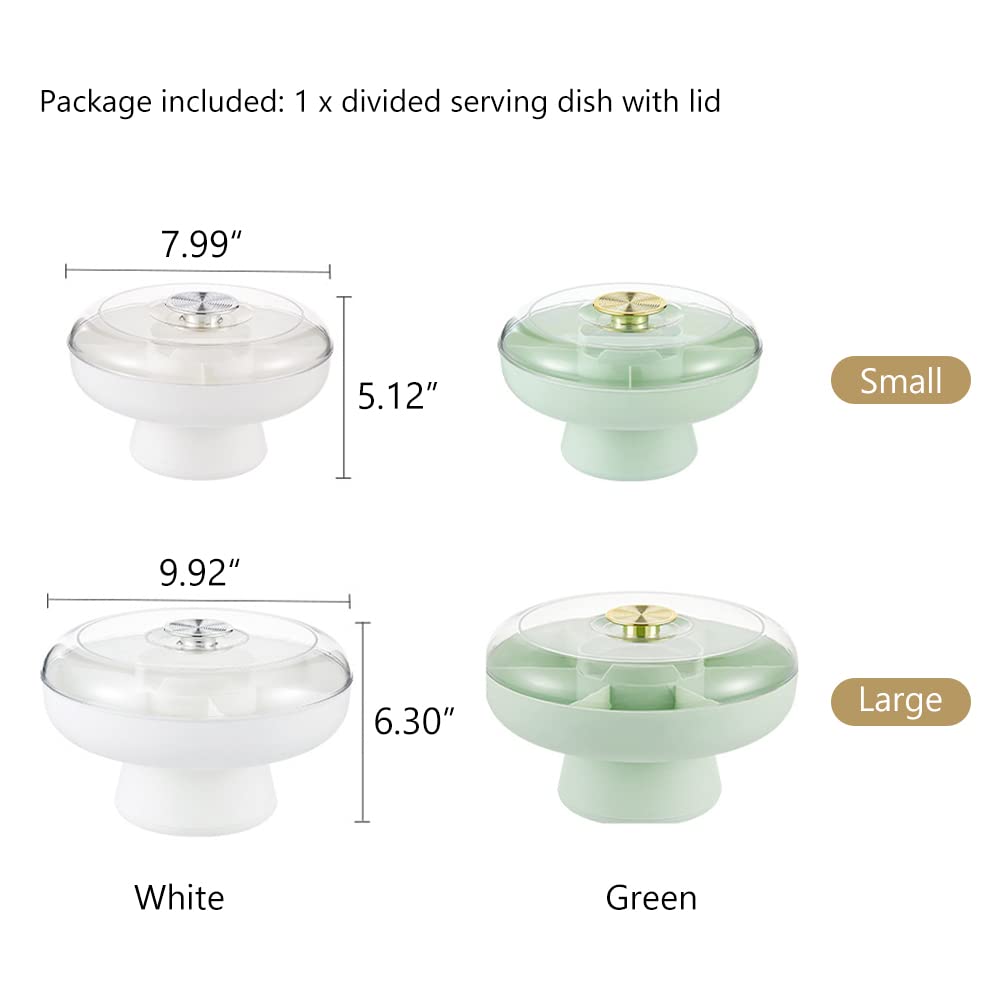 Package included: 1 x divided serving dish with lid
7.99“
5.12”
Small
9.92“
6.30”
Large
White
Green